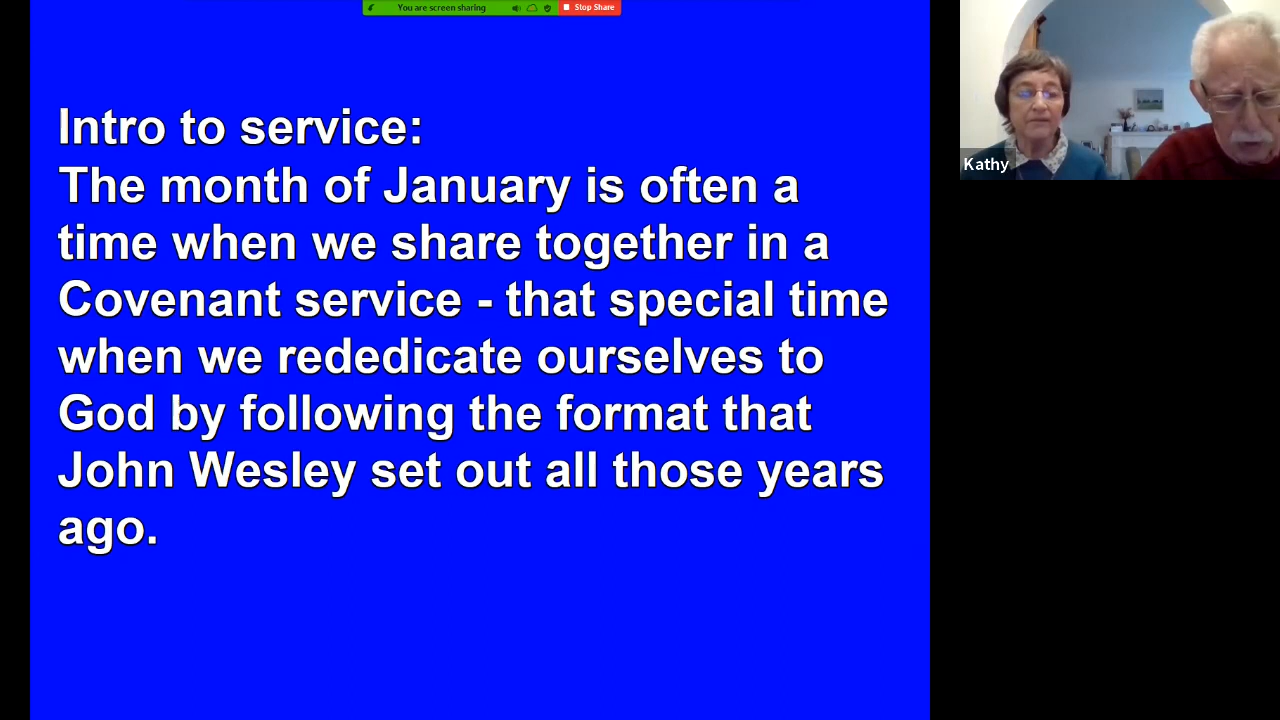 You are screen sharing
Stop Share
Intro to service:
The month of January is often a
time when we share together in a
Covenant service - that special time
when we rededicate ourselves to
God by following the format that
John Wesley set out all those years
ago.
Kathy